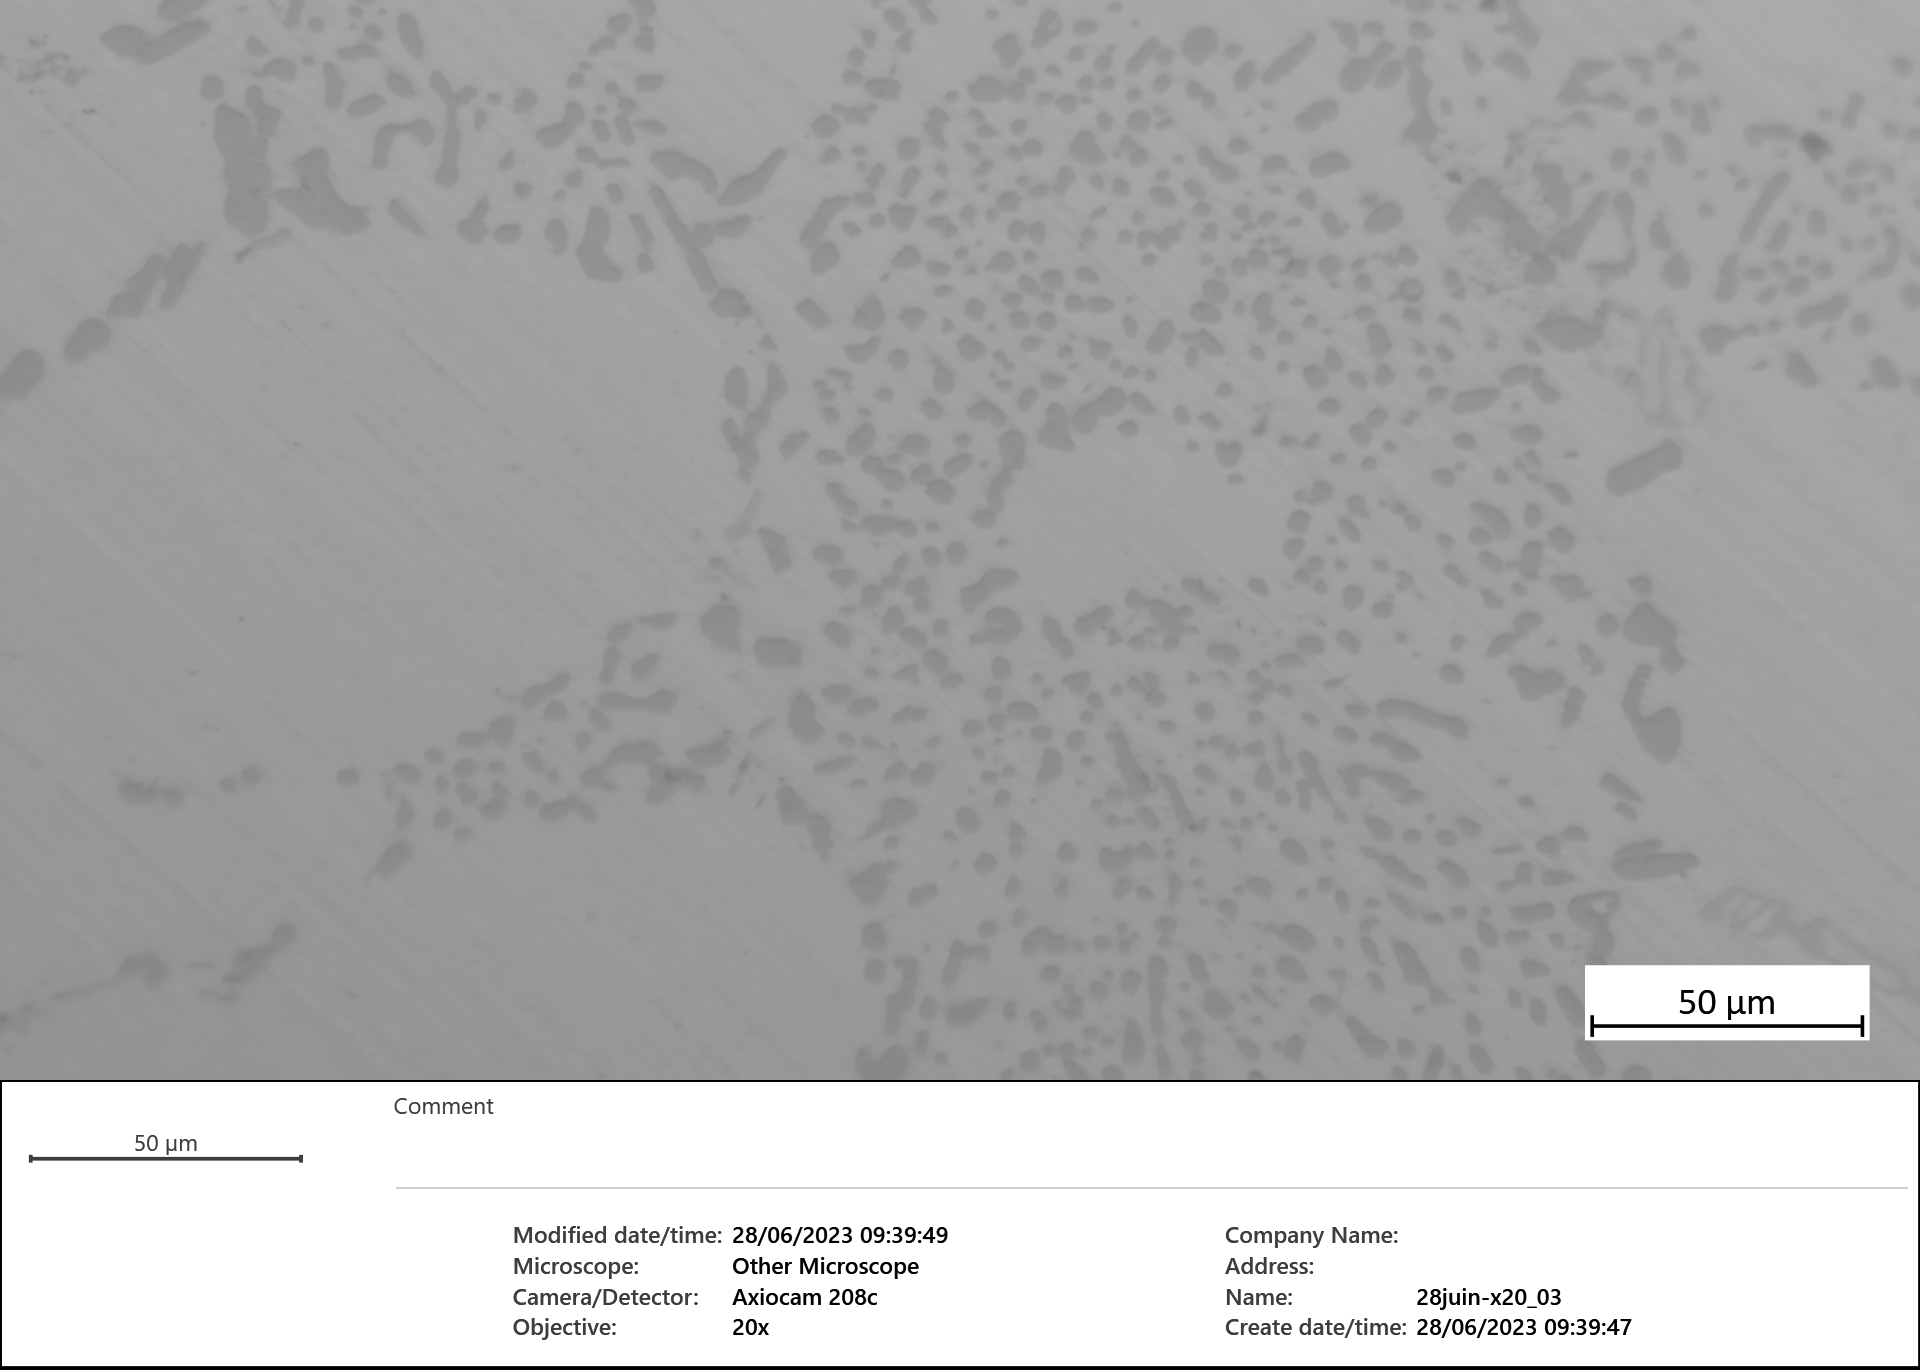 50 µm
Comment
50 µm
Modified date/time: 28/06/2023 09:39:49
Microscope: Other Microscope
Camera/Detector: Axiocam 208c
Objective: 20x
Company Name:
Address:
Name: 28juin-x20_03
Create date/time: 28/06/2023 09:39:47